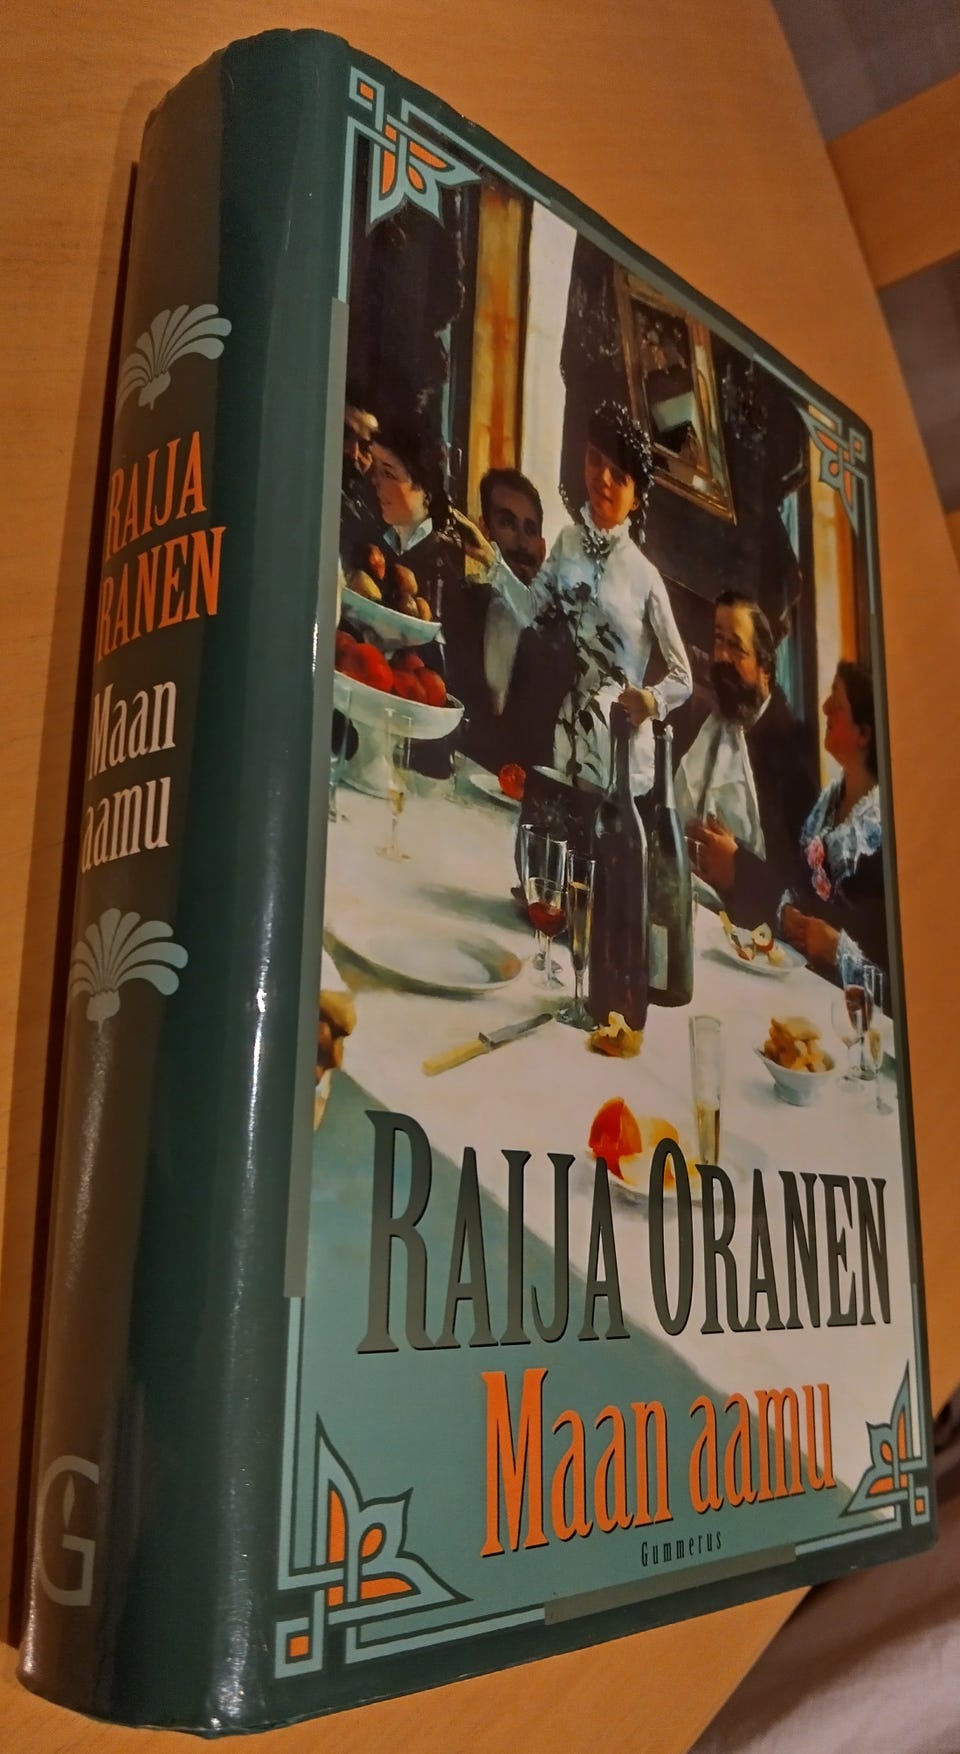 RAIJA
ORANEN
Maan
aamu
G
RAIJA ORANEN
Maan aamu
Gummerus